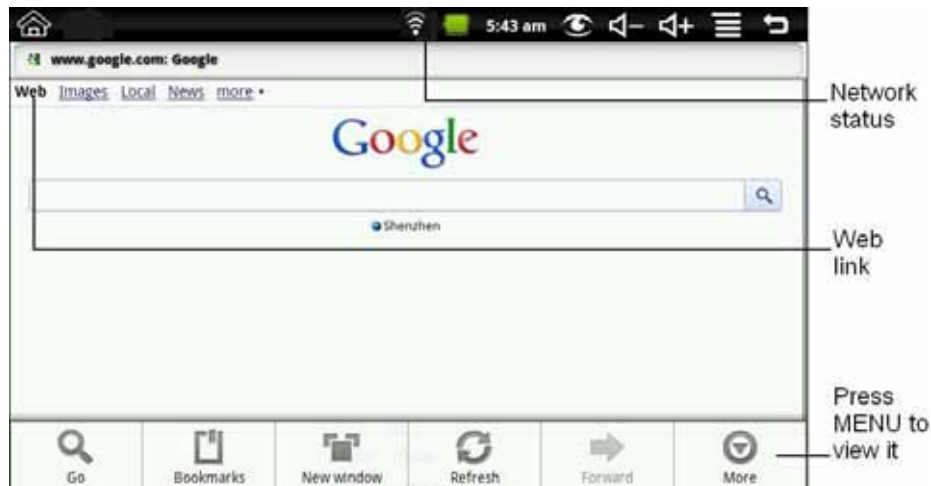 5:43 am
www.google.com: Google
Web Images Local News more
Network
status
Google
Shenzhen
Web
link
Press
MENU to
view it
Go Bookmarks New window Refresh Forward More